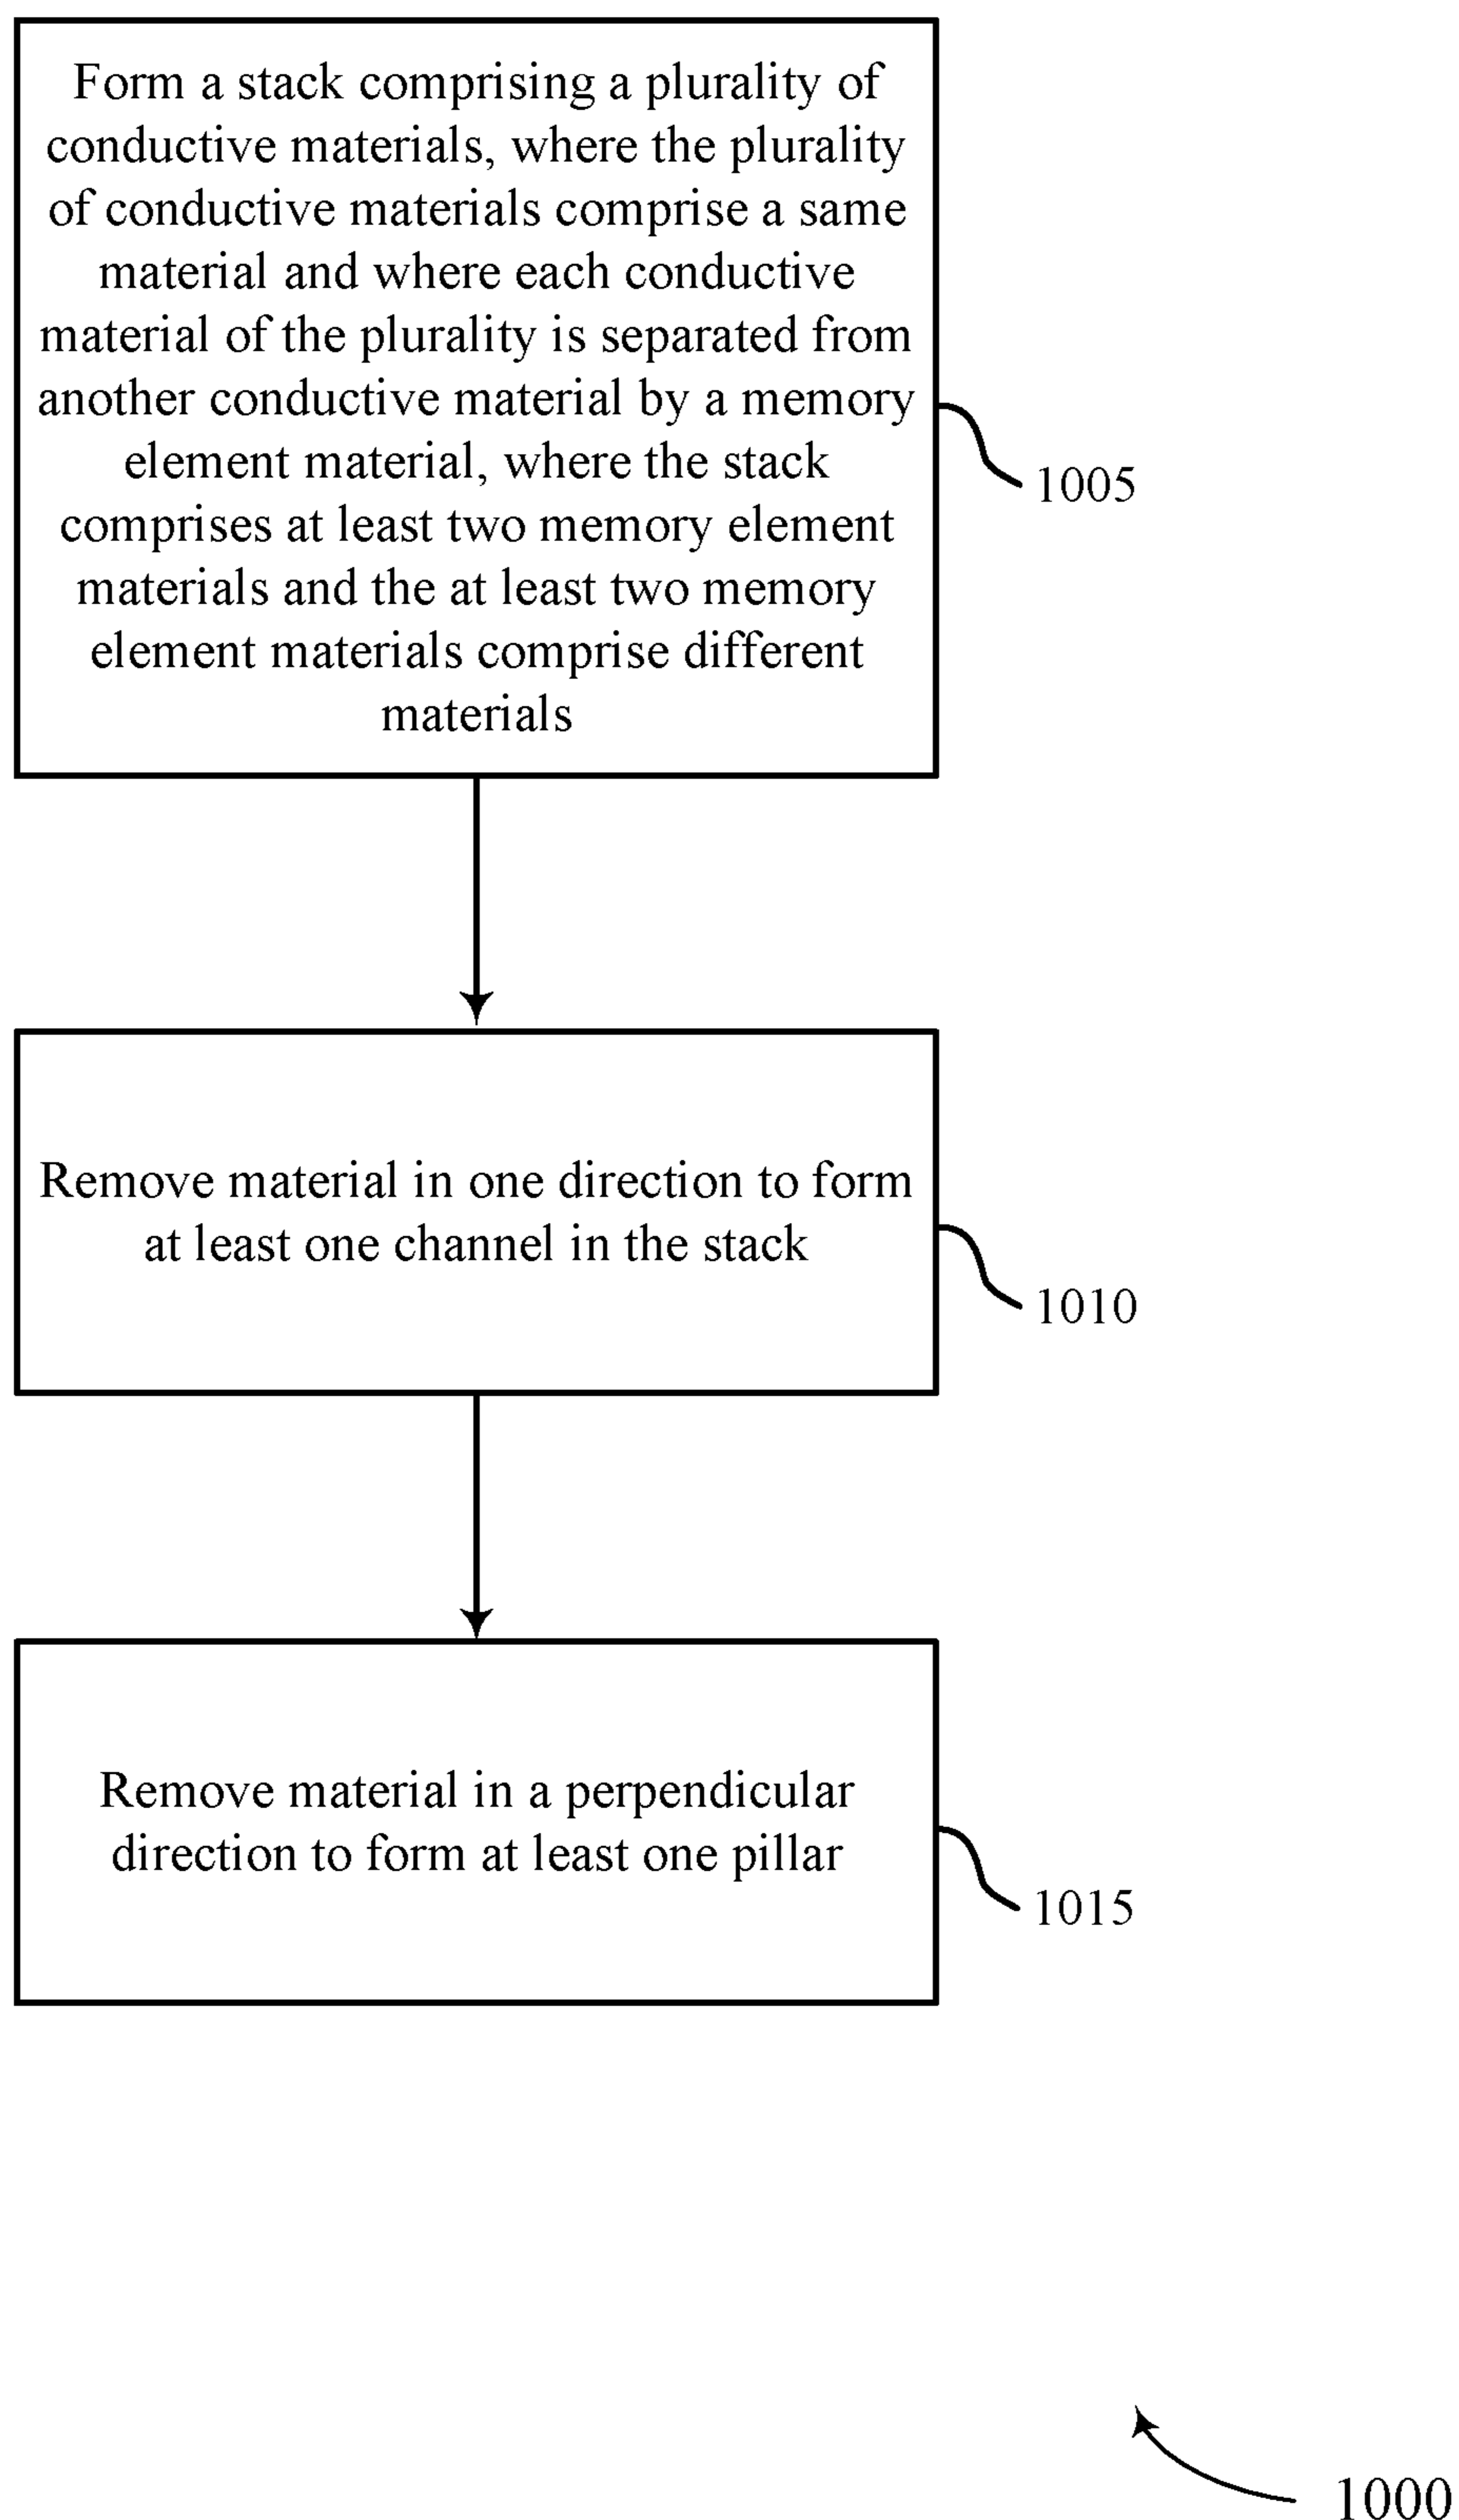 Form a stack comprising a plurality of
conductive materials, where the plurality
of conductive materials comprise a same
material and where each conductive
material of the plurality is separated from
another conductive material by a memory
element material, where the stack
comprises at least two memory element
materials and the at least two memory
element materials comprise different
materials
1005
Remove material in one direction to form
at least one channel in the stack
1010
Remove material in a perpendicular
direction to form at least one pillar
1015
1000